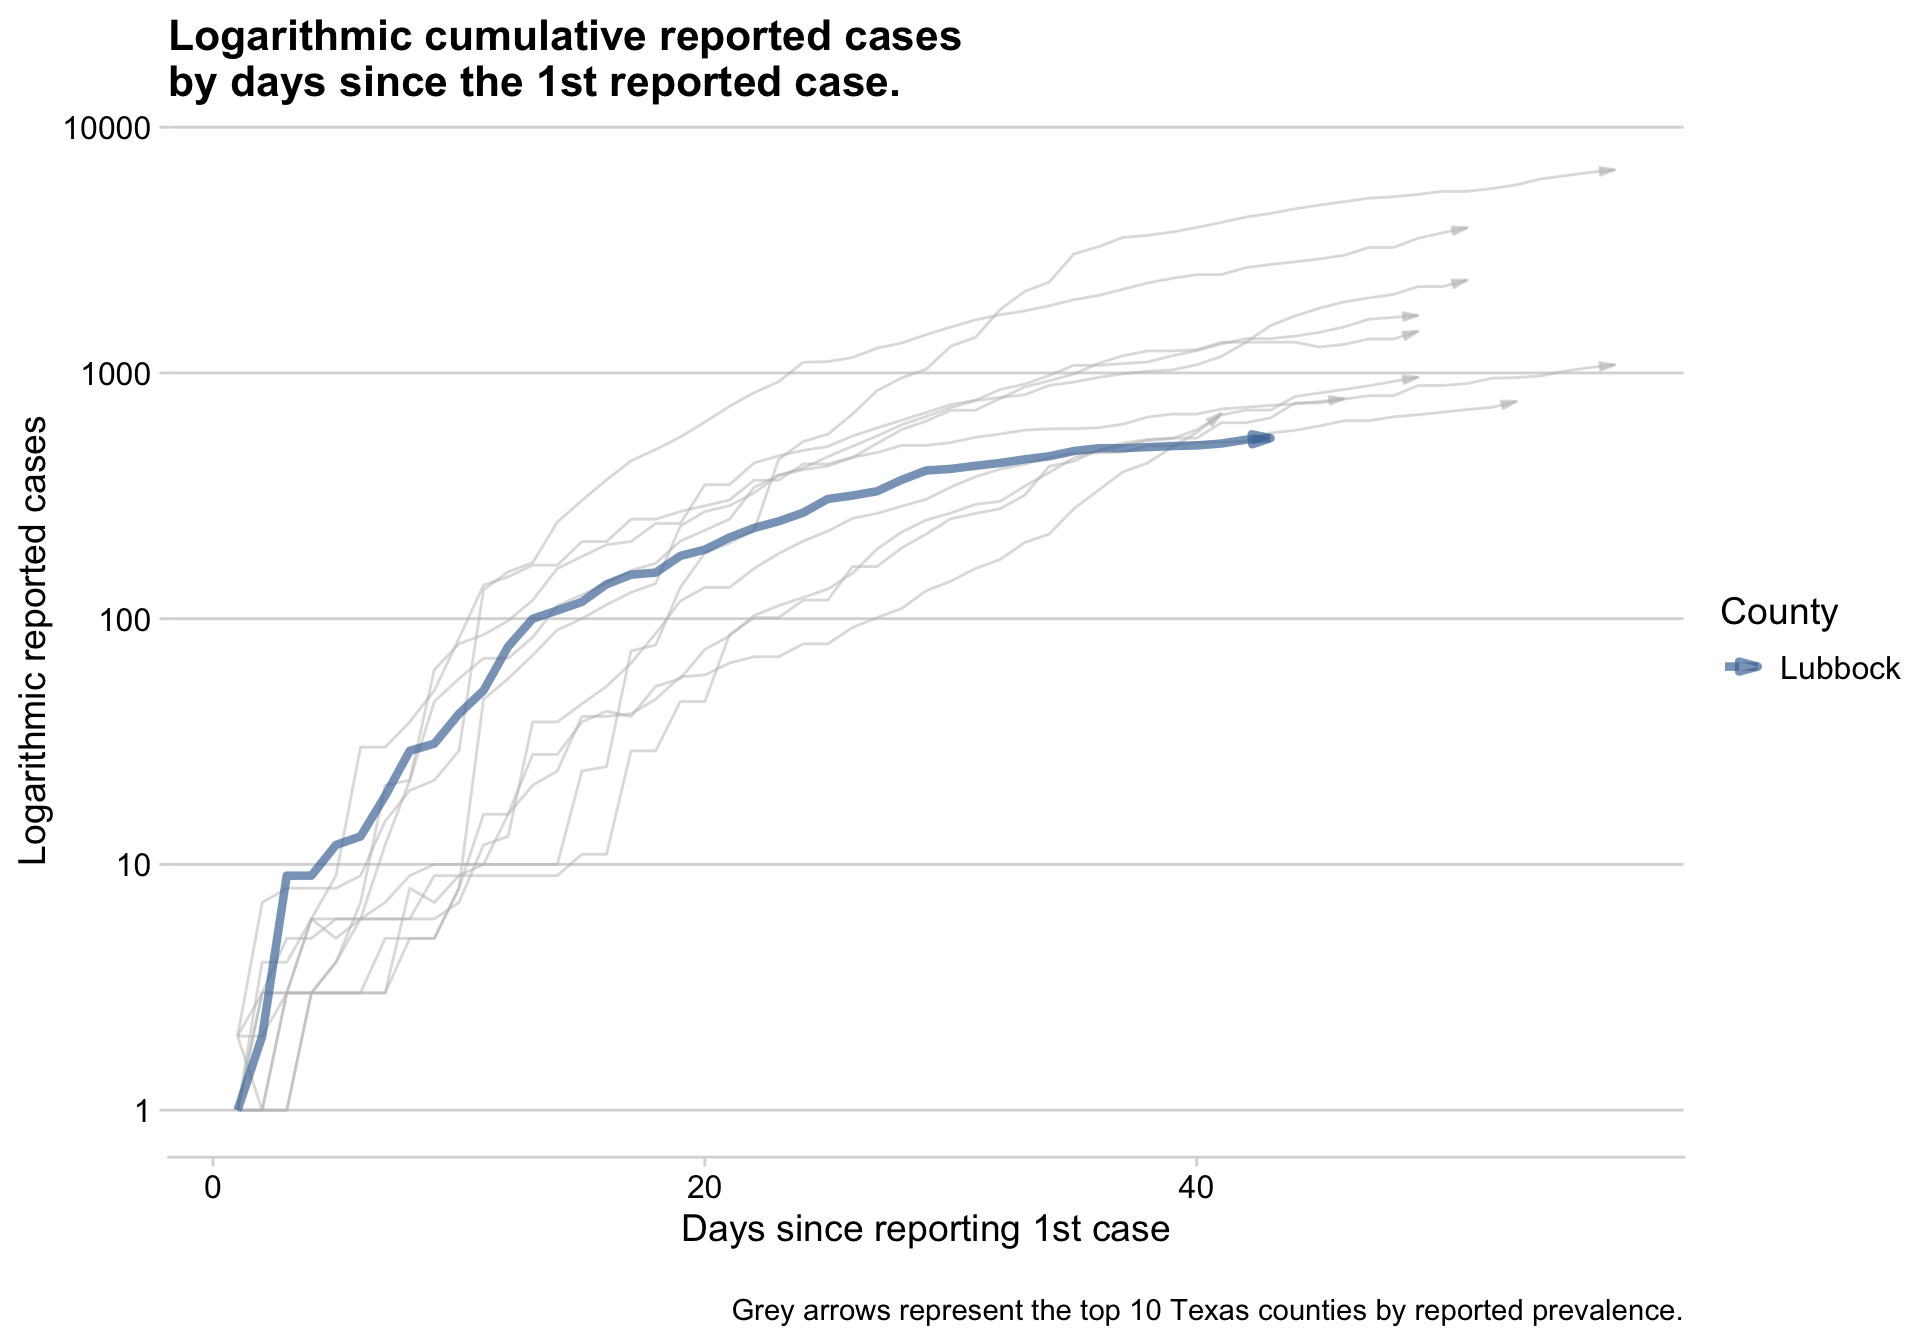 Logarithmic cumulative reported cases
by days since the 1st reported case.
10000
1000
100
10
1
Logarithmic reported cases
0
20
40
Days since reporting 1st case
County
Lubbock
Grey arrows represent the top 10 Texas counties by reported prevalence.